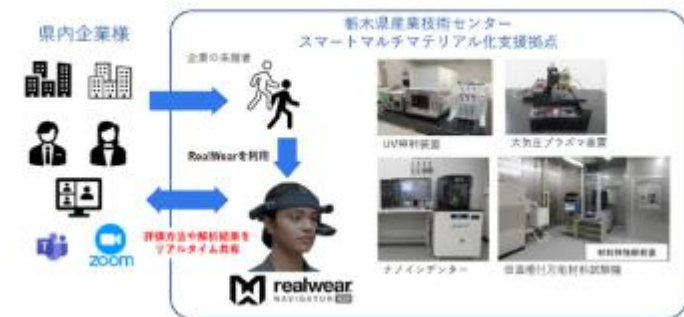 県内企業様
栃木県産業技術センター
スマートマルチマテリアル化支援拠点
企業の来所者
RealWearを利用
評価方法や解析結果を
リアルタイム共有
zoom
realwear
NAVIGATOR
UV照射装置
大気圧プラズマ装置
ナノインデンター
恒温槽付万能材料試験機